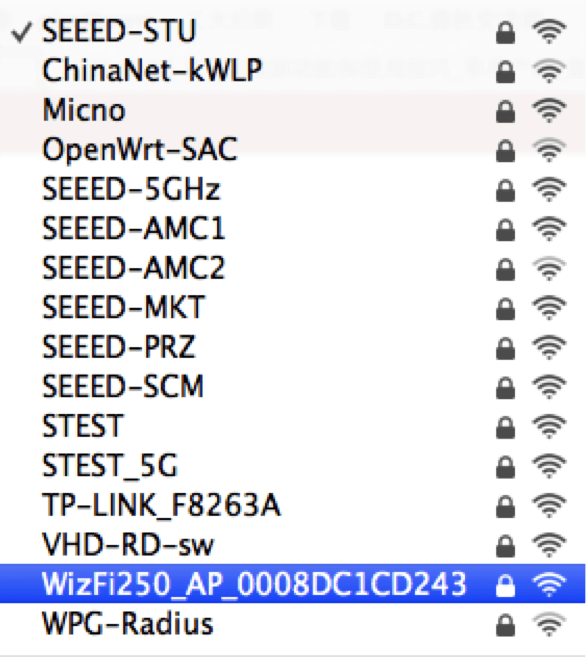 SEEED-STU
ChinaNet-kWLP
Micno
OpenWrt-SAC
SEEED-5GHz
SEEED-AMC1
SEEED-AMC2
SEEED-MKT
SEEED-PRZ
SEEED-SCM
STEST
STEST_5G
TP-LINK_F8263A
VHD-RD-sw
WizFi250_AP_0008DC1CD243
WPG-Radius